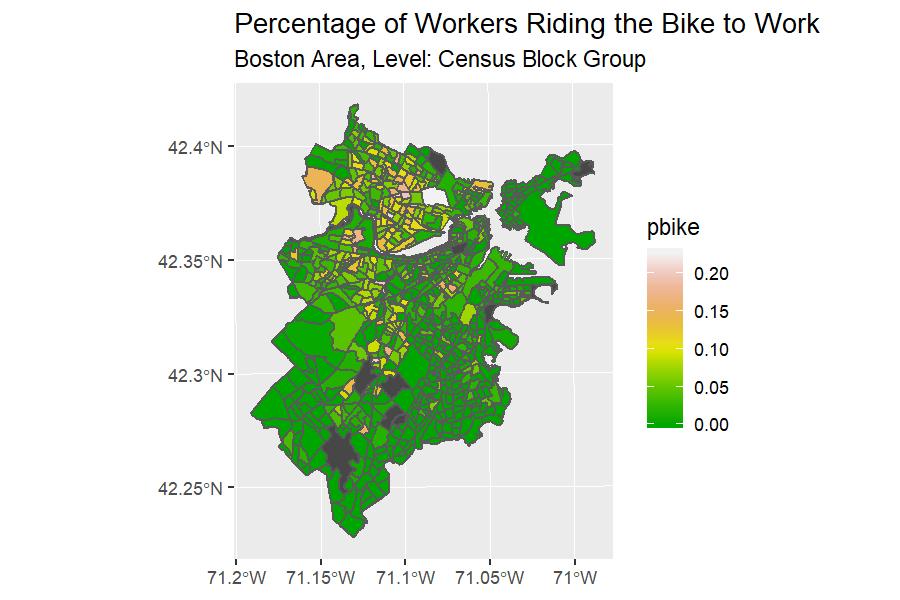 Percentage of Workers Riding the Bike to Work
Boston Area, Level: Census Block Group
42.4°N
42.35°N
42.3°N
42.25°N
71.2°W 71.15°W 71.1°W 71.05°W 71°W
pbike
0.20
0.15
0.10
0.05
0.00